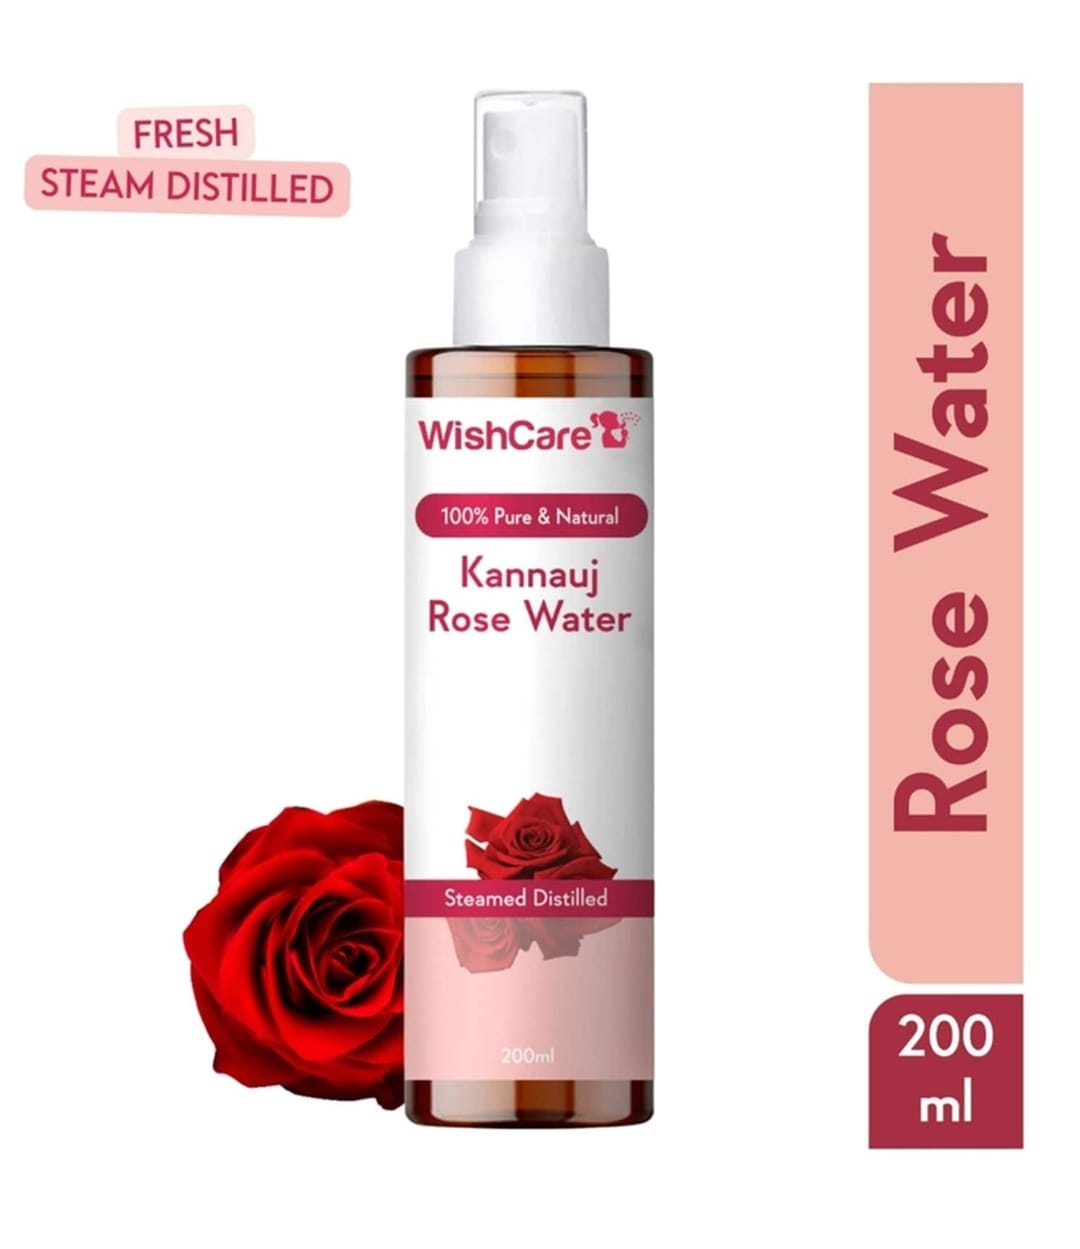 FRESH
STEAM DISTILLED
WishCare
100% Pure & Natural
Kannauj
Rose Water
Steamed Distilled
200ml
Rose Water
200
ml